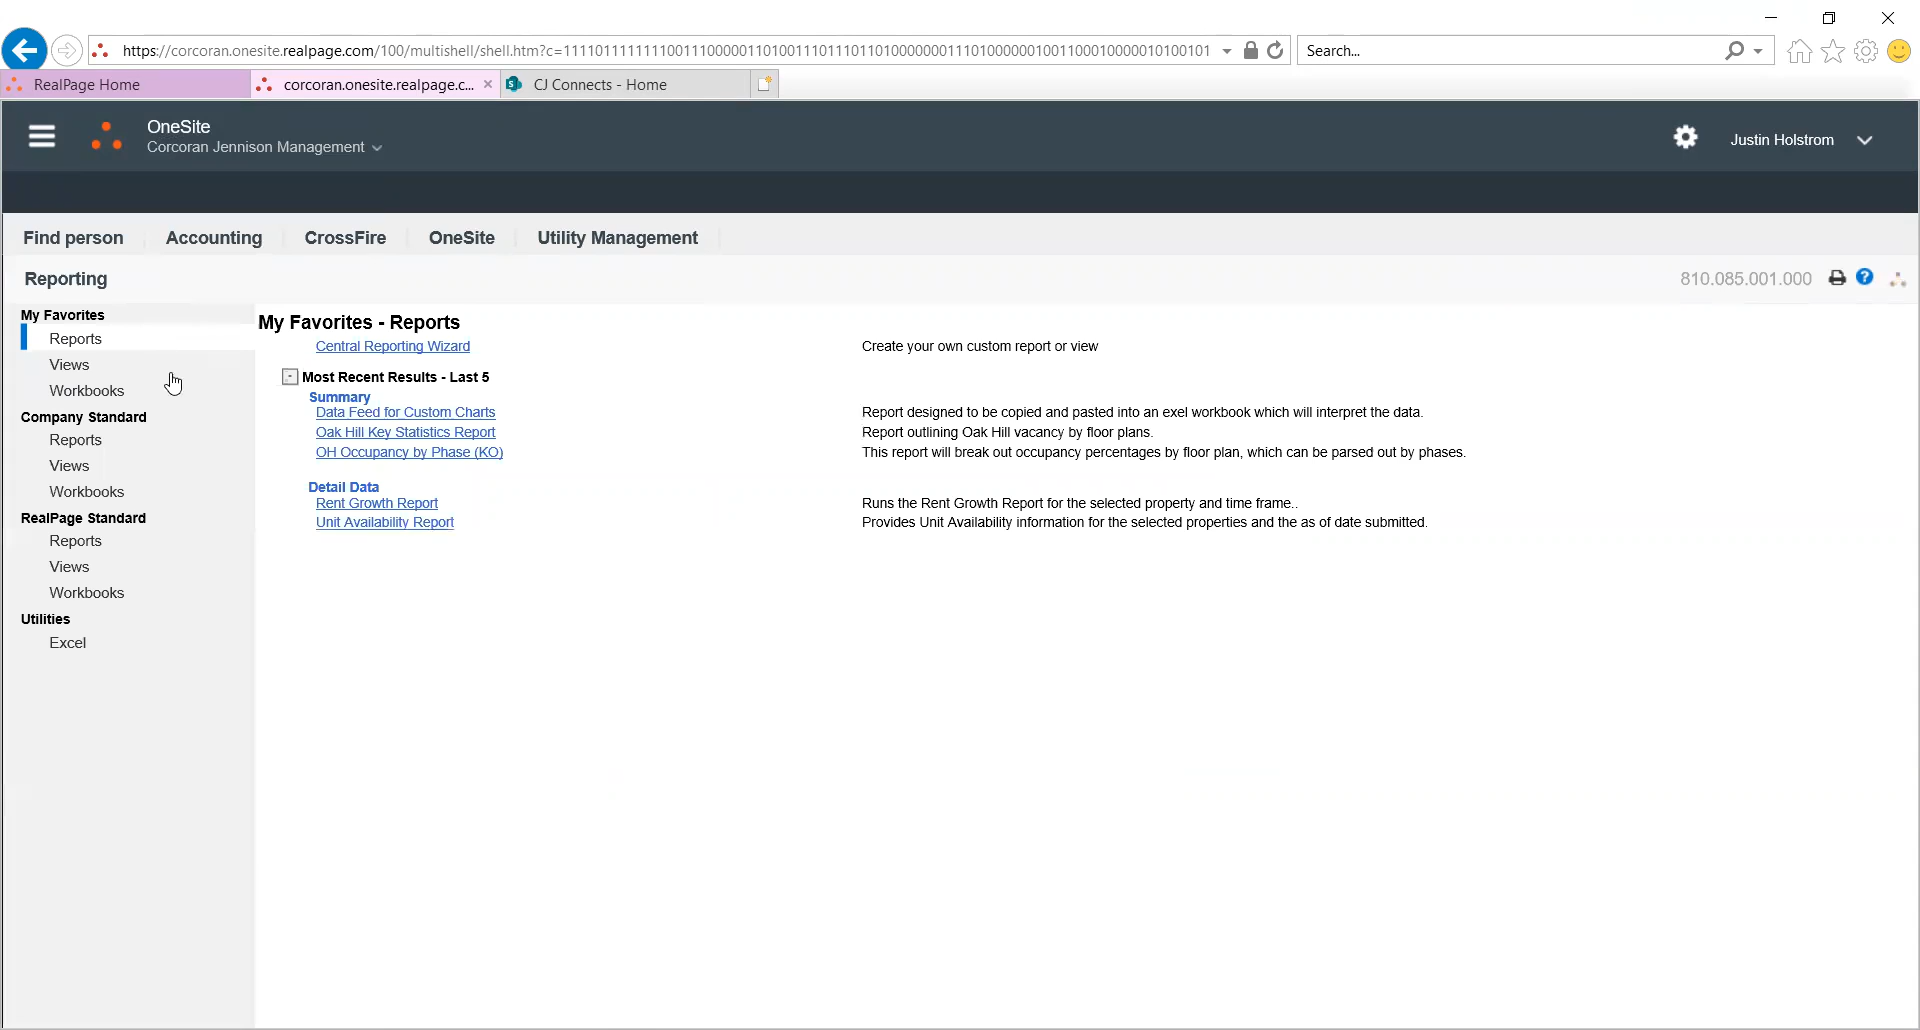 https://corcoran.onesite.realpage.com/100/multishell/shell.htm?c=11110111111110011100000110100111011101101000000011101000000100110001000001010​0101
Search...
RealPage Home
corcoran.onesite.realpage.c...
CJ Connects - Home
OneSite
Corcoran Jennison Management
Justin Holstrom
Find person
Accounting
CrossFire
OneSite
Utility Management
Reporting
810.085.001.000
My Favorites
Reports
Views
Workbooks
Company Standard
Reports
Views
Workbooks
RealPage Standard
Reports
Views
Workbooks
Utilities
Excel
My Favorites - Reports
Central Reporting Wizard Create your own custom report or view
Most Recent Results - Last 5
Summary
Data Feed for Custom Charts Report designed to be copied and pasted into an exel workbook which will interpret the data.
Oak Hill Key Statistics Report Report outlining Oak Hill vacancy by floor plans.
OH Occupancy by Phase (KO) This report will break out occupancy percentages by floor plan, which can be parsed out by phases.
Detail Data
Rent Growth Report Runs the Rent Growth Report for the selected property and time frame..
Unit Availability Report Provides Unit Availability information for the selected properties and the as of date submitted.